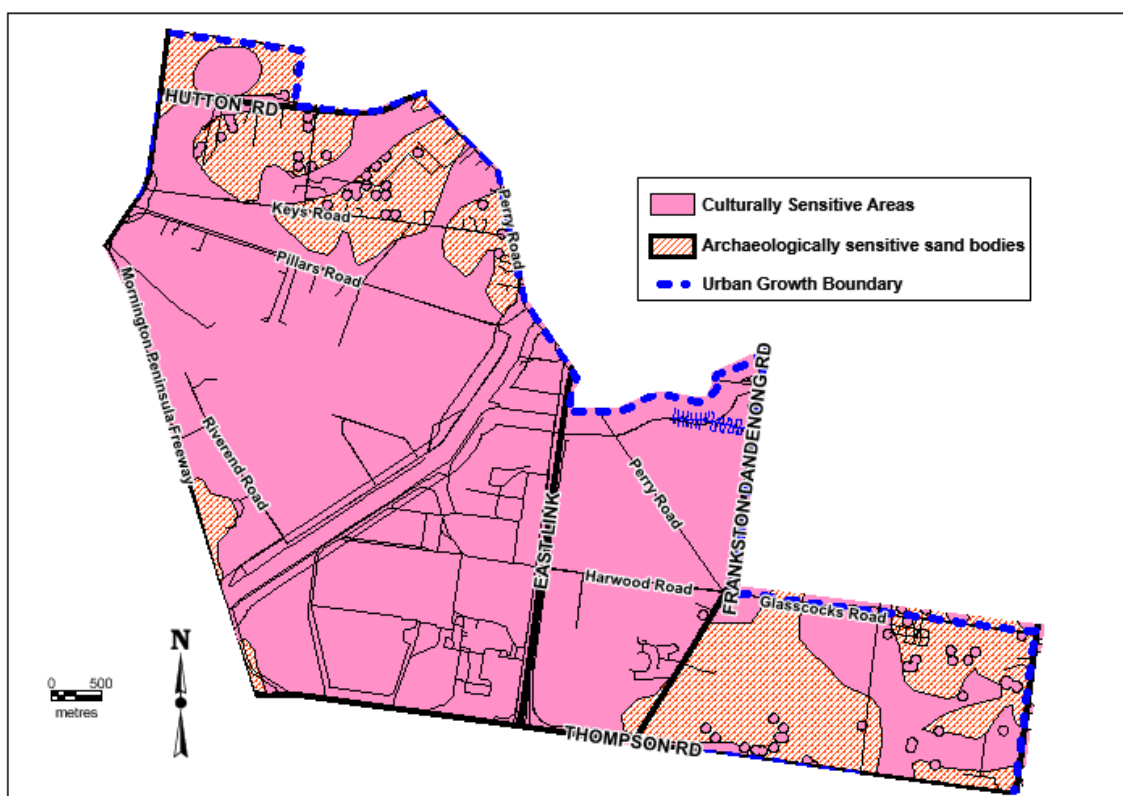 HUTTON RD
Keys Road
Perry Road
Pillars Road
Mornington Peninsula Freeway
Riverend Road
Culturally Sensitive Areas
Archaeologically sensitive sand bodies
Urban Growth Boundary
FRANKSTON DANDENONG RD
Perry Road
EAST LINK
Harwood Road
Glasscocks Road
THOMPSON RD
N
0 500
metres